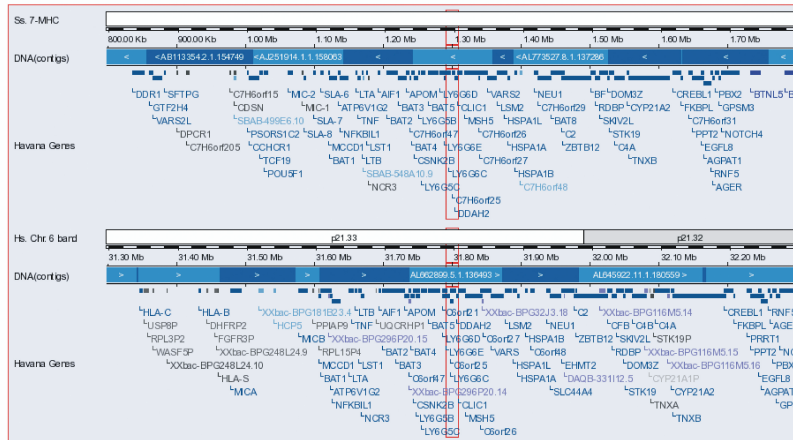 Ss. 7-MHC
800.00 Kb 900.00 Kb 1.00 Mb 1.10 Mb 1.20 Mb 1.30 Mb 1.40 Mb 1.50 Mb 1.60 Mb 1.70 Mb
DNA(contigs) < <AB113354.2.1.154749 <AJ251914.1.1.158063 < < < <AL773527.8.1.137286 < < <
DDR1 SFTPG C7H6orf15 MIC-2 SLA-6 LTA AIF1 APOM LY6G6D VARS2 NEU1 BF DOM3Z CREBL1 PBX2 BTNL5
GTF2H4 CDSN MIC-1 ATP6V1G2 BAT3 BAT5 CLIC1 LSM2 C7H6orf29 RDBP CYP21A2 FKBPL GPSM3
VARS2L SBAB-499E6.10 SLA-7 TNF BAT2 LY6G5B MSH5 HSPA1L BAT8 SKIV2L C7H6orf31
DPCR1 PSORS1C2 SLA-8 NFKBIL1 C7H6orf47 C7H6orf26 C2 STK19 PPT2 NOTCH4
Havana Genes C7H6orf205 CCHCR1 MCCD1 LST1 BAT4 LY6G6E HSPA1A ZBTB12 C4A EGFL8
TCF19 BAT1 LTB CSNK2B C7H6orf27 TNXB AGPAT1
POU5F1 SBAB-548A10.9 LY6G6C HSPA1B RNF5
NCR3 LY6G5C C7H6orf48 AGER
C7H6orf25
DDAH2
Hs. Chr. 6 band p21.33 p21.32
31.30 Mb 31.40 Mb 31.50 Mb 31.60 Mb 31.70 Mb 31.80 Mb 31.90 Mb 32.00 Mb 32.10 Mb 32.20 Mb
DNA(contigs) > > > > > AL662899.5.1.136493 > > AL645922.11.1.180559 > >
HLA-C HLA-B XXbac-BPG181B23.4 LTB AIF1 APOM C6orf21 XXbac-BPG32J3.18 C2 XXbac-BPG116M5.14 CREBL1 RNF5
USP8P DHFRP2 HCP5 PPIAP9 TNF UQCRHP1 BAT5 DDAH2 LSM2 NEU1 CFB C4B C4A FKBPL AGER
RPL3P2 FGFR3P MICB XXbac-BPG296P20.15 LY6G6D C6orf27 HSPA1B ZBTB12 SKIV2L STK19P PRRT1
WASF5P XXbac-BPG248L24.9 RPL15P4 BAT2 BAT4 LY6G6E VARS C6orf48 RDBP XXbac-BPG116M5.15 PPT2
Havana Genes XXbac-BPG248L24.10 MCCD1 LST1 BAT3 C6orf25 HSPA1L EHMT2 DOM3Z XXbac-BPG116M5.16 PBX
HLA-S BAT1 LTA C6orf47 LY6G6C HSPA1A DAQB-331I12.5 CYP21A1P EGFL8
MICA ATP6V1G2 XXbac-BPG296P20.14 SLC44A4 STK19 CYP21A2 AGPAT
NFKBIL1 CSNK2B CLIC1 TNXA GP
NCR3 LY6G5B MSH5 TNXB
LY6G5C C6orf26